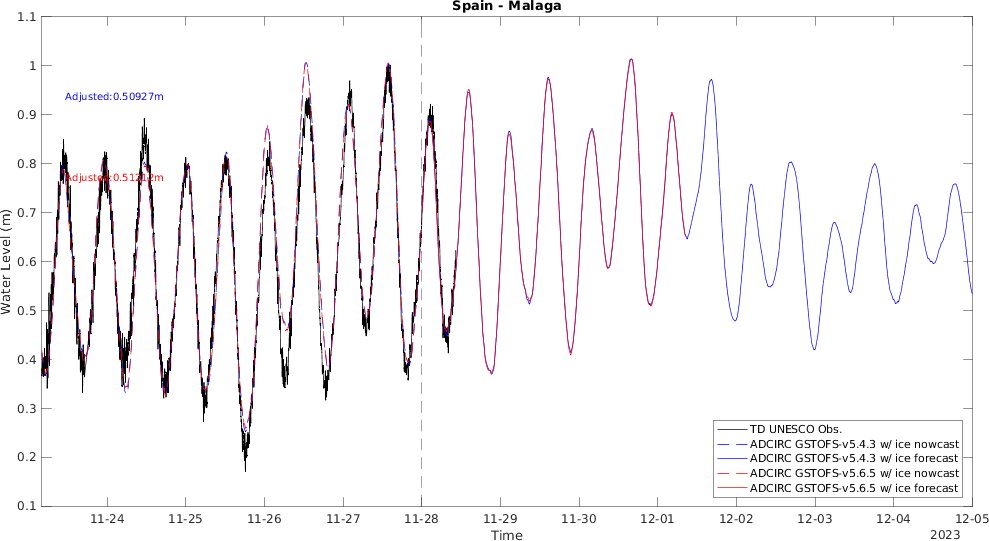 Spain - Malaga
1.1
1
0.9
0.8
0.7
0.6
0.5
0.4
0.3
0.2
0.1
Water Level (m)
Adjusted:0.50927m
Adjusted:0.51212m
TD UNESCO Obs.
ADCIRC GSTOFS-v5.4.3 w/ ice nowcast
ADCIRC GSTOFS-v5.4.3 w/ ice forecast
ADCIRC GSTOFS-v5.6.5 w/ ice nowcast
ADCIRC GSTOFS-v5.6.5 w/ ice forecast
11-24 11-25 11-26 11-27 11-28 11-29 11-30 12-01 12-02 12-03 12-04 12-05
Time
2023